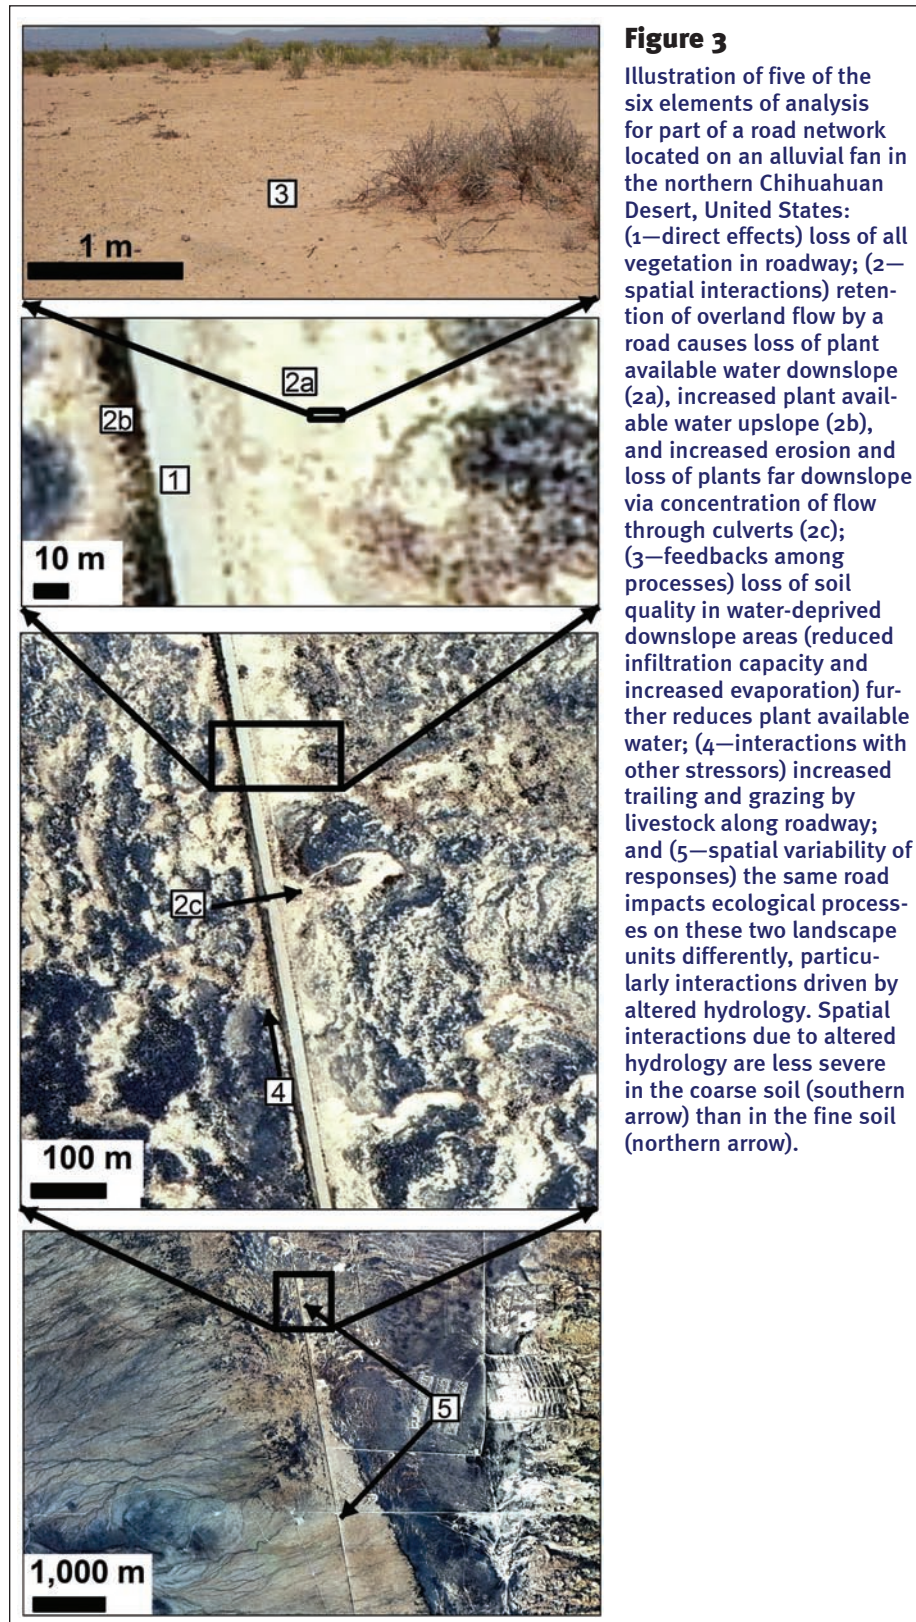 Figure 3
Illustration of five of the
six elements of analysis
for part of a road network
located on an alluvial fan in
the northern Chihuahuan
Desert, United States:
(1—direct effects) loss of all
vegetation in roadway; (2—
spatial interactions) reten-
tion of overland flow by a
road causes loss of plant
available water downslope
(2a), increased plant avail-
able water upslope (2b),
and increased erosion and
loss of plants far downslope
via concentration of flow
through culverts (2c);
(3—feedbacks among
processes) loss of soil
quality in water-deprived
downslope areas (reduced
infiltration capacity and
increased evaporation) fur-
ther reduces plant available
water; (4—interactions with
other stressors) increased
trailing and grazing by
livestock along roadway;
and (5—spatial variability of
responses) the same road
impacts ecological process-
es on these two landscape
units differently, particu-
larly interactions driven by
altered hydrology. Spatial
interactions due to altered
hydrology are less severe
in the coarse soil (southern
arrow) than in the fine soil
(northern arrow).
3
1 m
2a
2b
1
10 m
2c
4
100 m
5
1,000 m